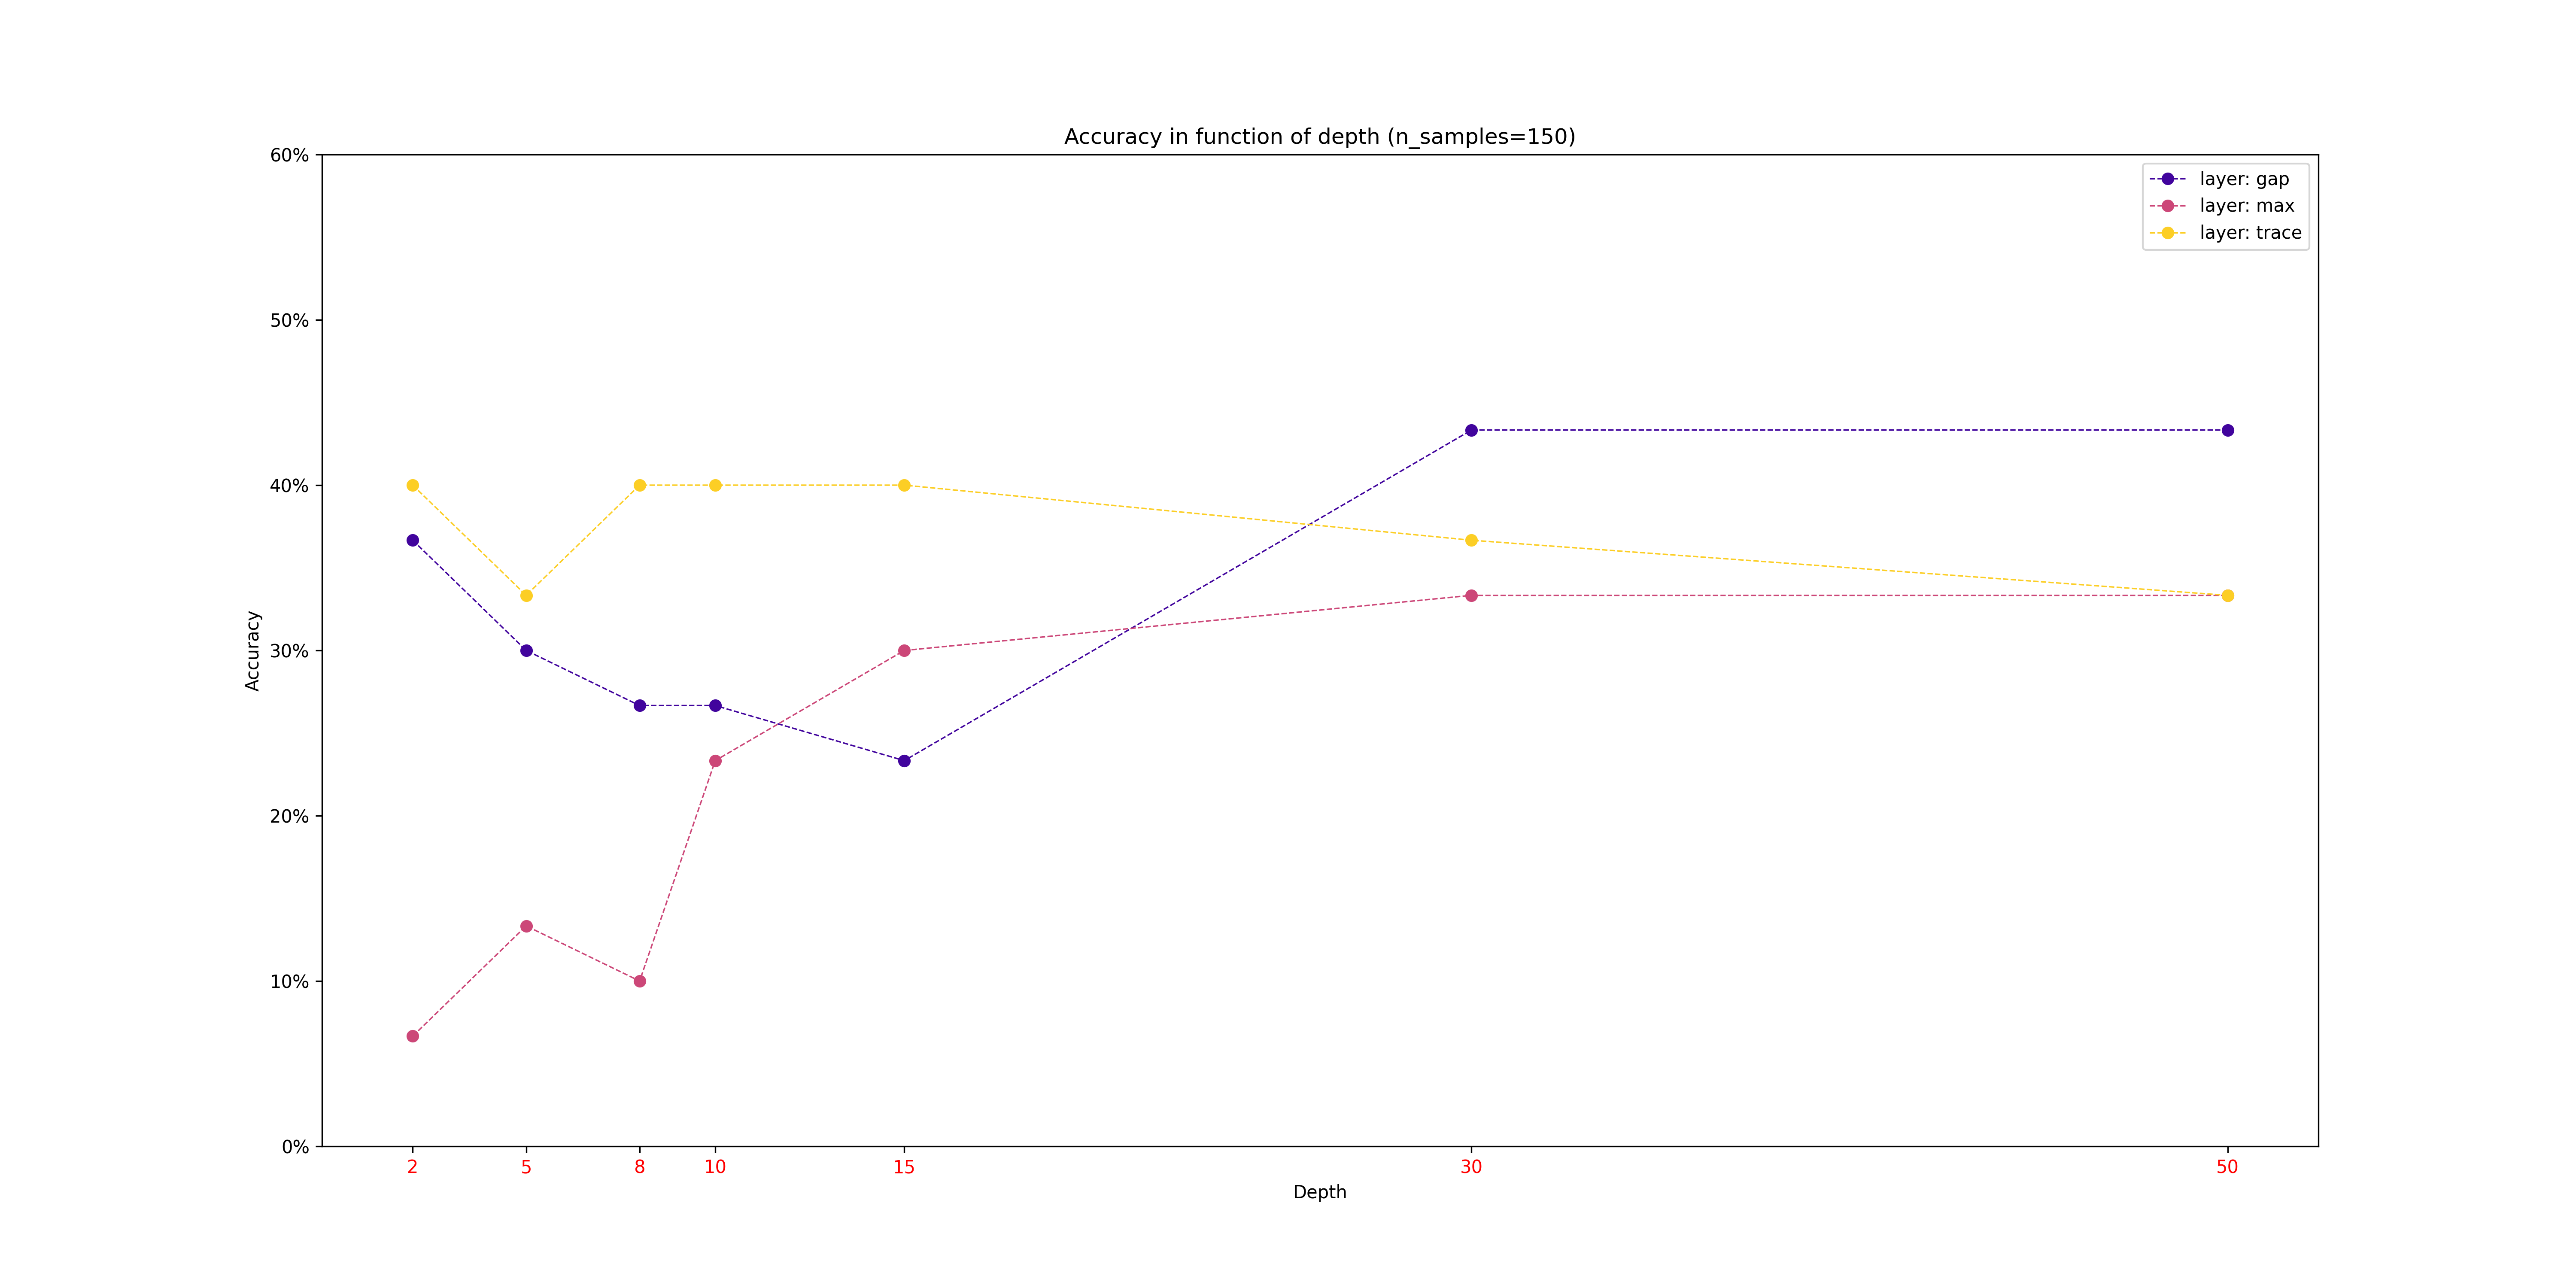 Accuracy in function of depth (n_samples=150)
60%
50%
40%
30%
20%
10%
0%
Accuracy
layer: gap
layer: max
layer: trace
2 5 8 10 15 30 50
Depth